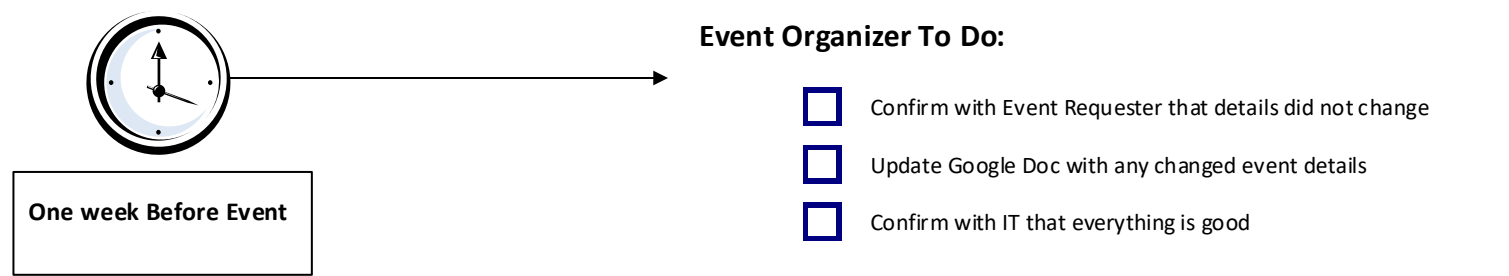 Event Organizer To Do:
Confirm with Event Requester that details did not change
Update Google Doc with any changed event details
One week Before Event
Confirm with IT that everything is good